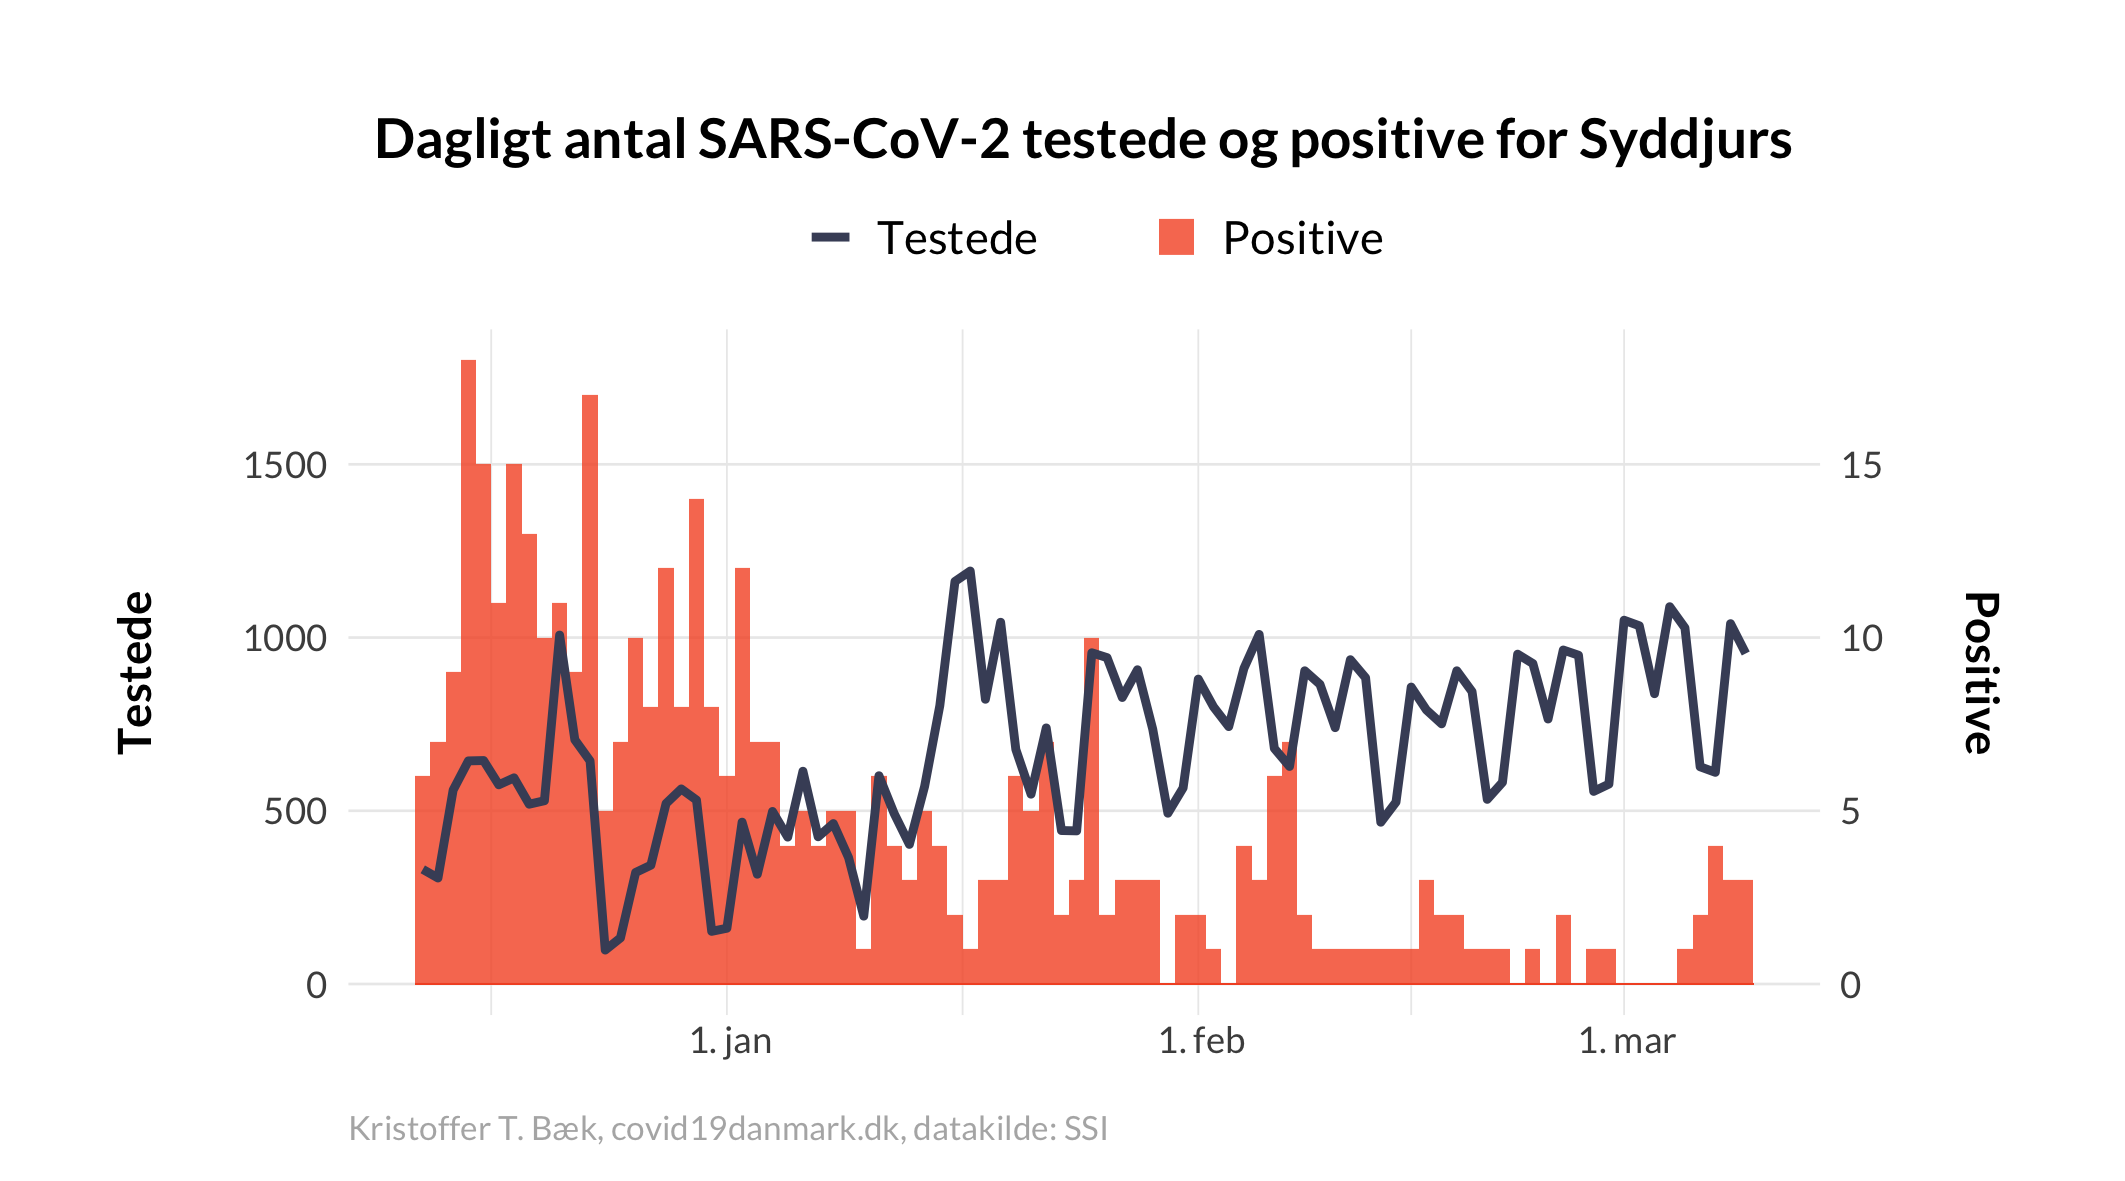 Dagligt antal SARS-CoV-2 testede og positive for Syddjurs
Testede
Positive
Testede
1500
1000
500
0
15
10
5
0
Positive
1. jan
1. feb
1. mar
Kristoffer T. Bæk, covid19danmark.dk, datakilde: SSI